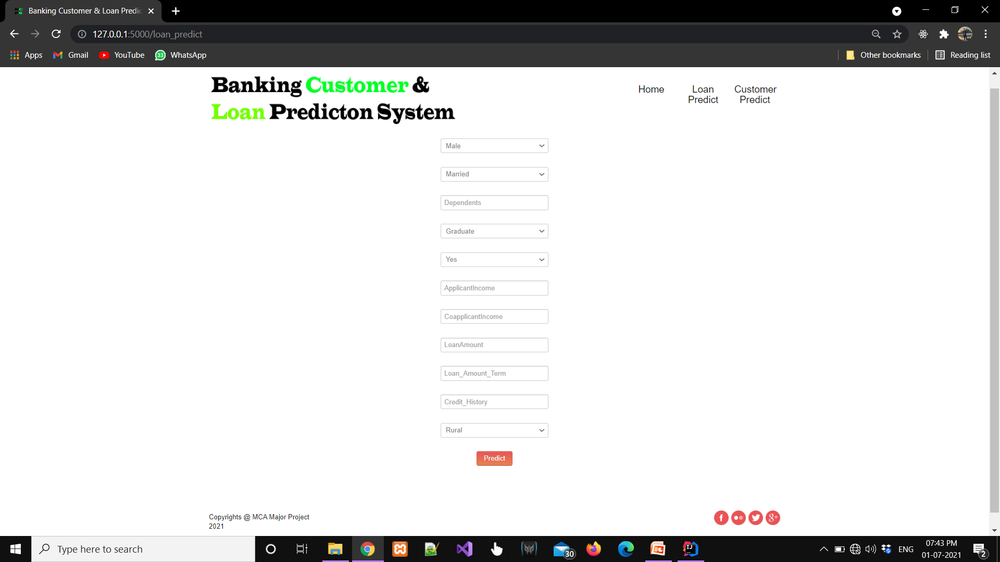 Banking Customer & Loan Predic
127.0.0.1:5000/loan_predict
Apps Gmail YouTube 33 WhatsApp Other bookmarks Reading list
Banking Customer &
Loan Predicton System
Home
Loan
Predict
Customer
Predict
Male
Married
Dependents
Graduate
Yes
ApplicantIncome
CoapplicantIncome
LoanAmount
Loan_Amount_Term
Credit_History
Rural
Predict
Copyrights @ MCA Major Project
2021
Type here to search
30
ENG
07:43 PM
01-07-2021
2